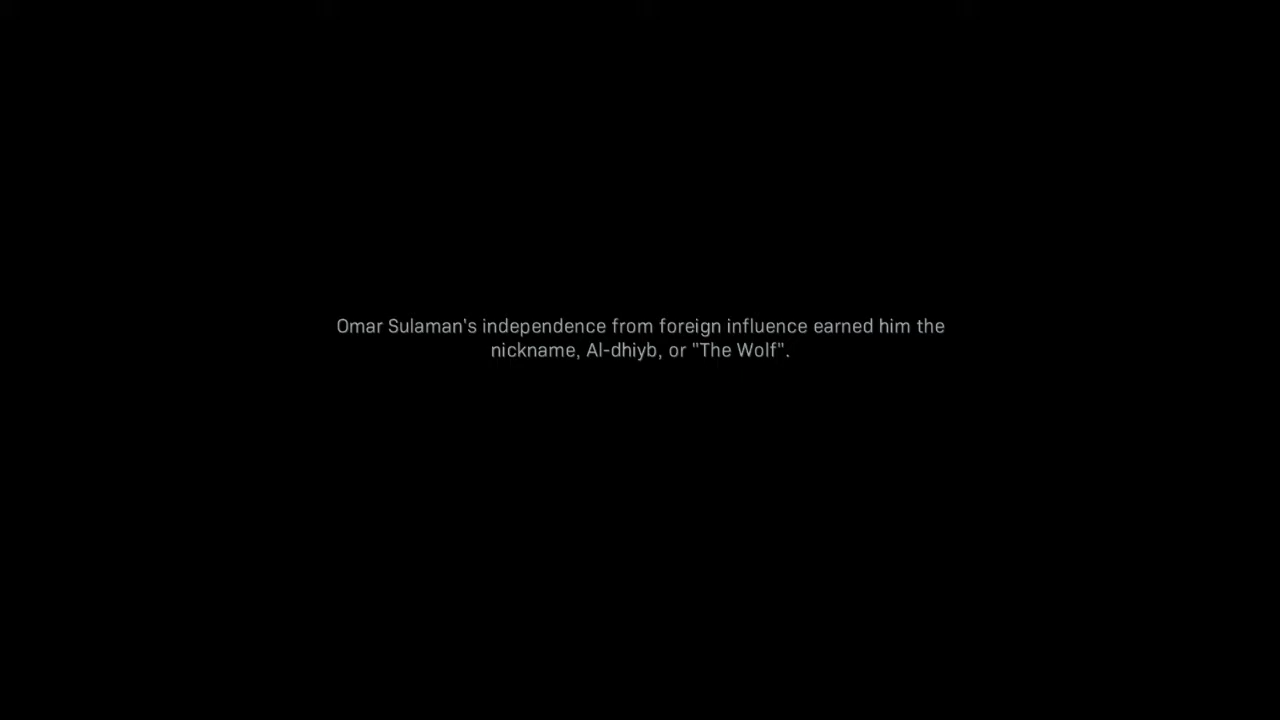 Omar Sulaman's independence from foreign influence earned him the
nickname, Al-dhiyb, or "The Wolf".